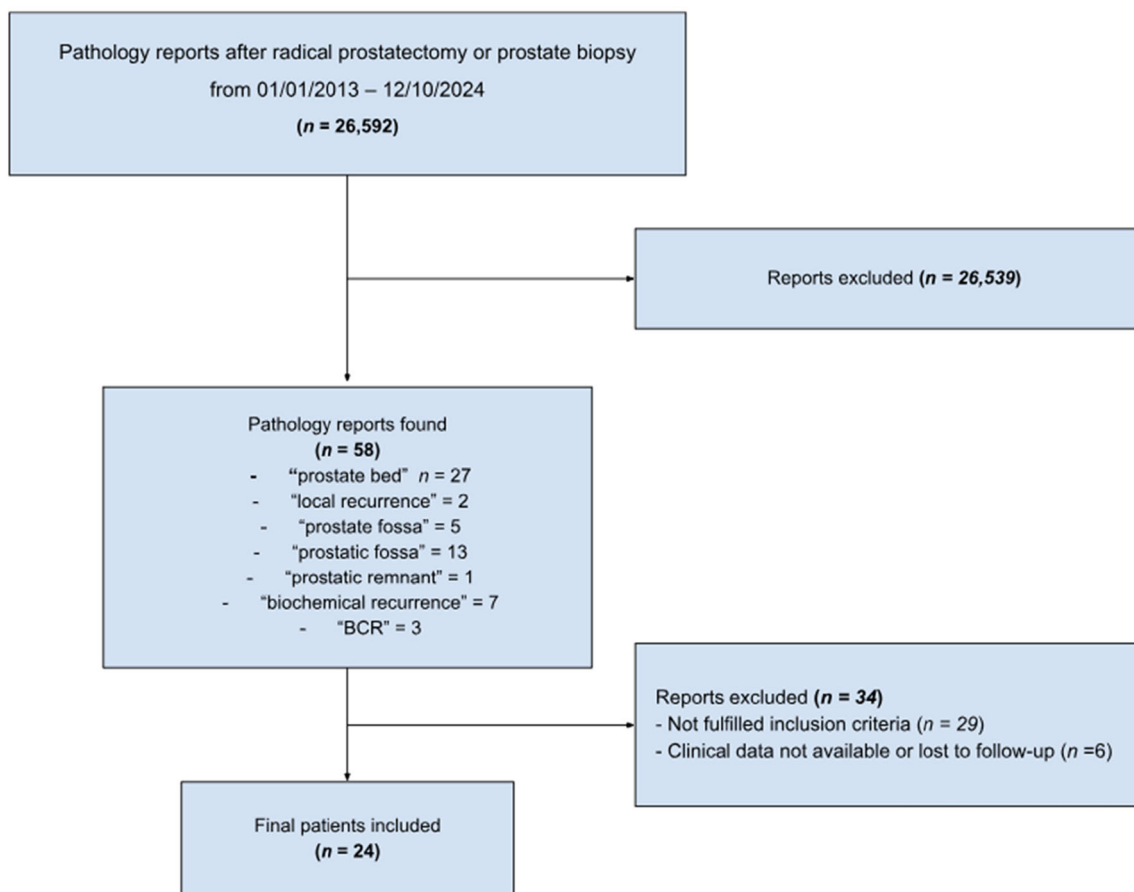 Pathology reports after radical prostatectomy or prostate biopsy
from 01/01/2013 – 12/10/2024
(n = 26,592)
Reports excluded (n = 26,539)
Pathology reports found
(n = 58)
- “prostate bed” n = 27
- “local recurrence” = 2
- “prostate fossa” = 5
- “prostatic fossa” = 13
- “prostatic remnant” = 1
- “biochemical recurrence” = 7
- “BCR” = 3
Reports excluded (n = 34)
- Not fulfilled inclusion criteria (n = 29)
- Clinical data not available or lost to follow-up (n =6)
Final patients included
(n = 24)